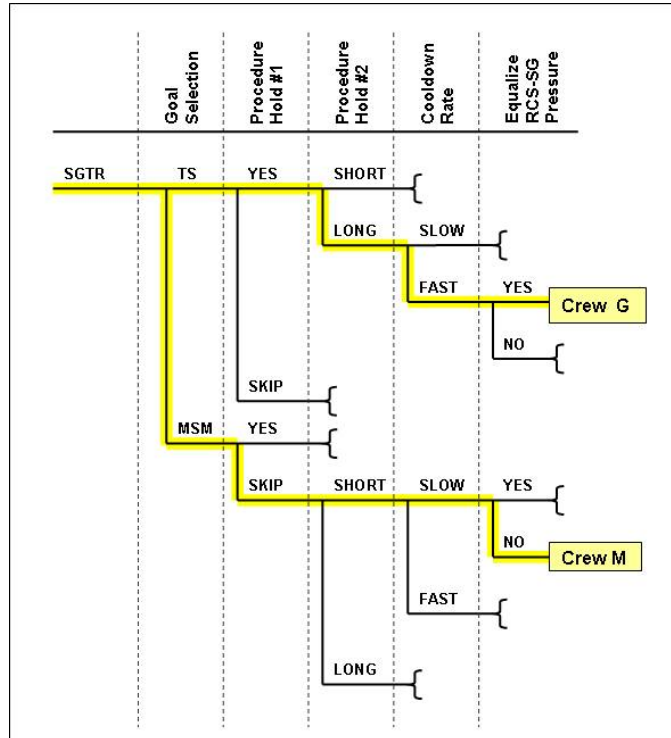 Goal
Selection
Procedure
Hold #1
Procedure
Hold #2
Cooldown
Rate
Equalize
RCS-SG
Pressure
SGTR
TS
YES
SHORT
LONG
SLOW
FAST
YES
Crew G
NO
SKIP
MSM
YES
SKIP
SHORT
SLOW
YES
NO
Crew M
FAST
LONG